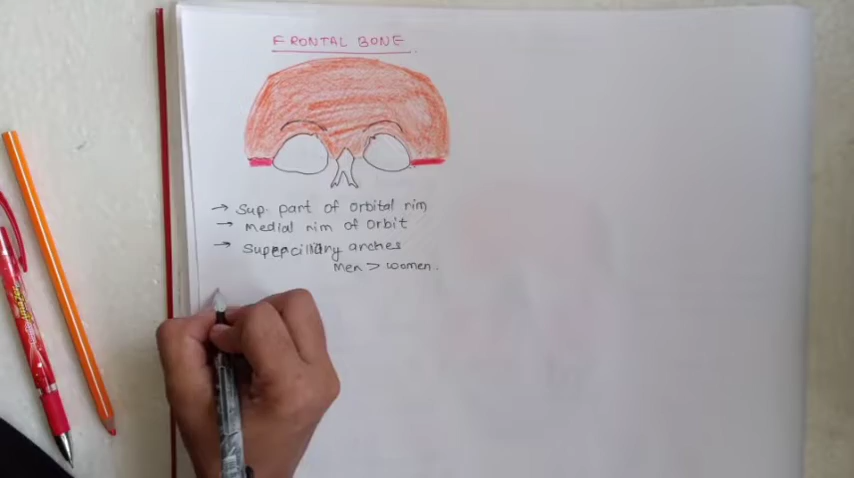 FRONTAL BONE
→ Sup. part of orbital rim
→ Medial rim of Orbit
→ Superciliary arches
Men > women.